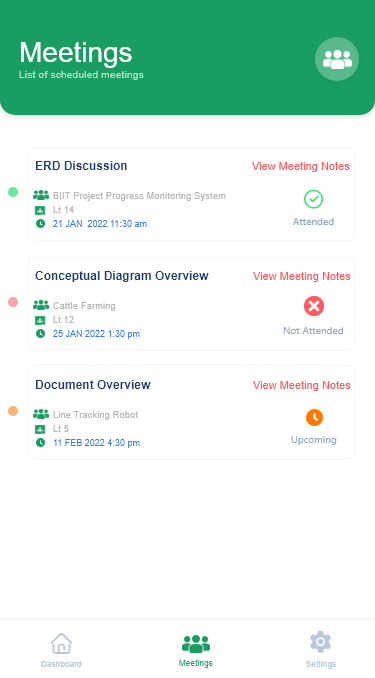 Meetings
List of scheduled meetings
ERD Discussion
View Meeting Notes
BIIT Project Progress Monitoring System
Lt 14
21 JAN  2022 11:30 am
Attended
Conceptual Diagram Overview
View Meeting Notes
Cattle Farming
Lt 12
25 JAN 2022 1:30 pm
Not Attended
Document Overview
View Meeting Notes
Line Tracking Robot
Lt 5
11 FEB 2022 4:30 pm
Upcoming
Dashboard
Meetings
Settings